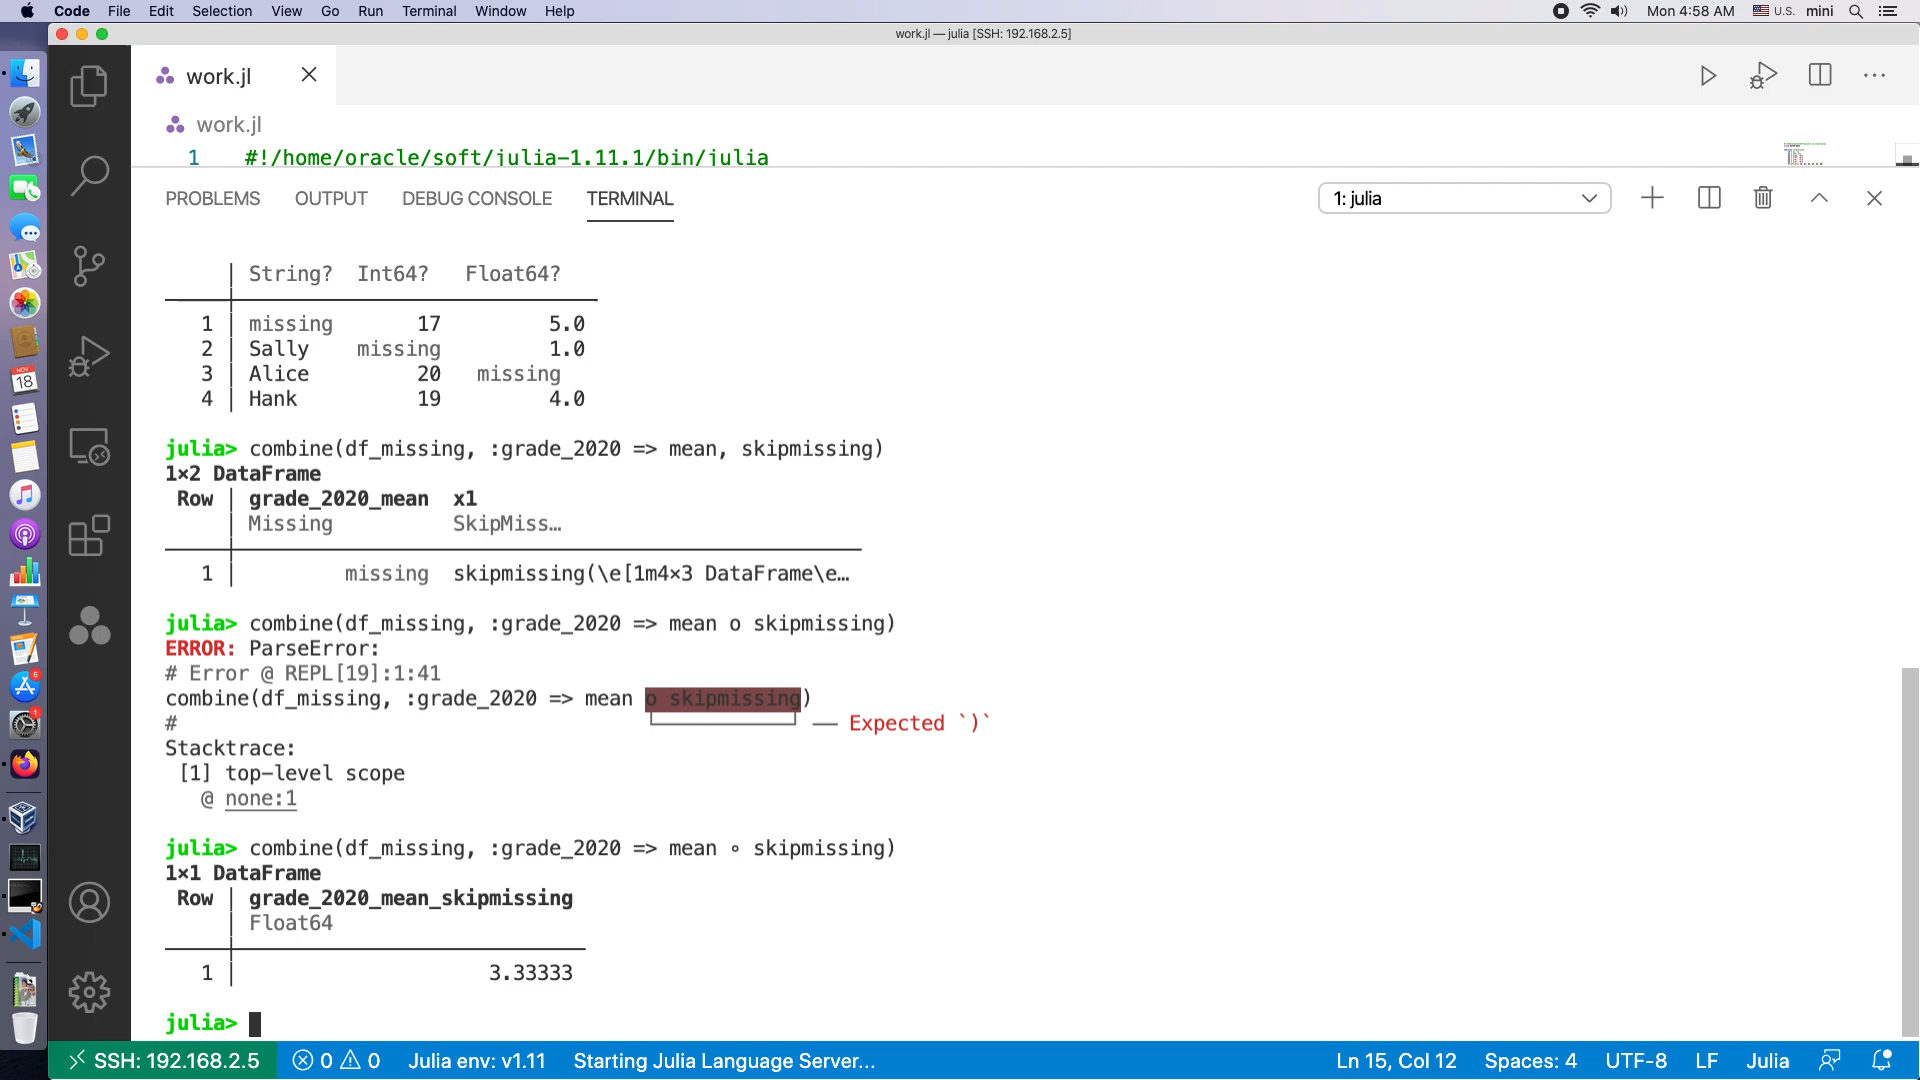 Code File Edit Selection View Go Run Terminal Window Help
Mon 4:58 AM U.S. mini
work.jl — julia [SSH: 192.168.2.5]
work.jl
work.jl
1 #!/home/oracle/soft/julia-1.11.1/bin/julia
PROBLEMS OUTPUT DEBUG CONSOLE TERMINAL 1: julia
String? Int64? Float64?
1 missing 17 5.0
2 Sally missing 1.0
3 Alice 20 missing
4 Hank 19 4.0
julia> combine(df_missing, :grade_2020 => mean, skipmissing)
1×2 DataFrame
Row grade_2020_mean x1
Missing SkipMiss…
1 missing skipmissing(\e[1m4×3 DataFrame\e…
julia> combine(df_missing, :grade_2020 => mean o skipmissing)
ERROR: ParseError:
# Error @ REPL[19]:1:41
combine(df_missing, :grade_2020 => mean o skipmissing)
# Expected `)`
Stacktrace:
[1] top-level scope
@ none:1
julia> combine(df_missing, :grade_2020 => mean ∘ skipmissing)
1×1 DataFrame
Row grade_2020_mean_skipmissing
Float64
1 3.33333
julia>
NOV
18
6
1
SSH: 192.168.2.5 0 0 Julia env: v1.11 Starting Julia Language Server... Ln 15, Col 12 Spaces: 4 UTF-8 LF Julia